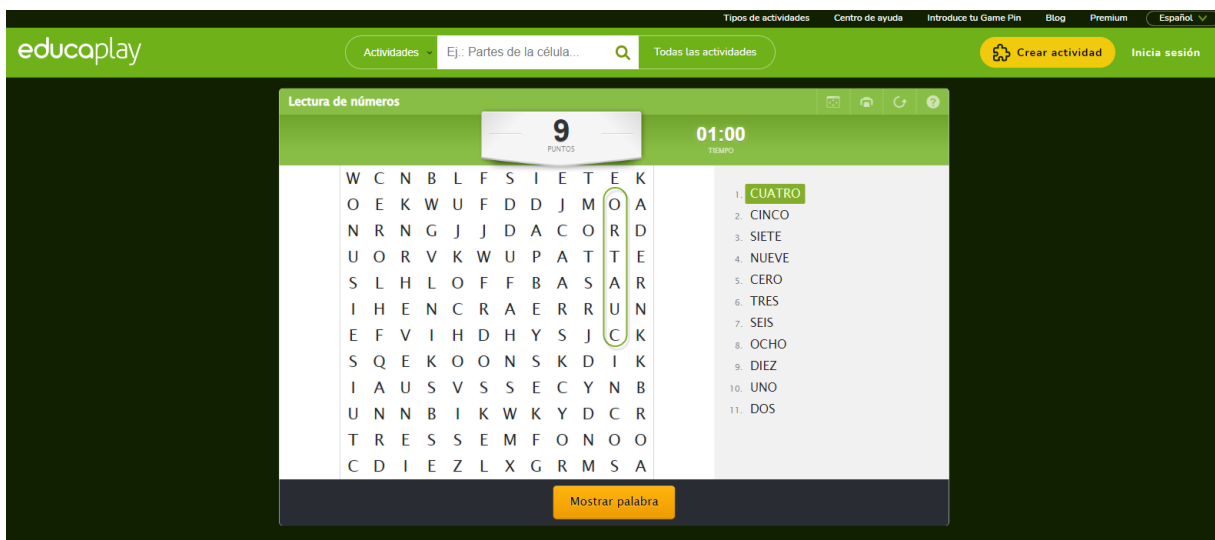 Tipos de actividades Centro de ayuda Introduce tu Game Pin Blog Premium Español
educaplay Actividades Ej.: Partes de la célula... Todas las actividades Crear actividad Inicia sesión
Lectura de números
9
PUNTOS
01:00
TIEMPO
W C N B L F S I E T E K
O E K W U F D D J M O A
N R N G J J D A C O R D
U O R V K W U P A T T E
S L H L O F F B A S A R
I H E N C R A E R R U N
E F V I H D H Y S J C K
S Q E K O O N S K D I K
I A U S V S S E C Y N B
U N N B I K W K Y D C R
T R E S S E M F O N O O
C D I E Z L X G R M S A
1. CUATRO
2. CINCO
3. SIETE
4. NUEVE
5. CERO
6. TRES
7. SEIS
8. OCHO
9. DIEZ
10. UNO
11. DOS
Mostrar palabra